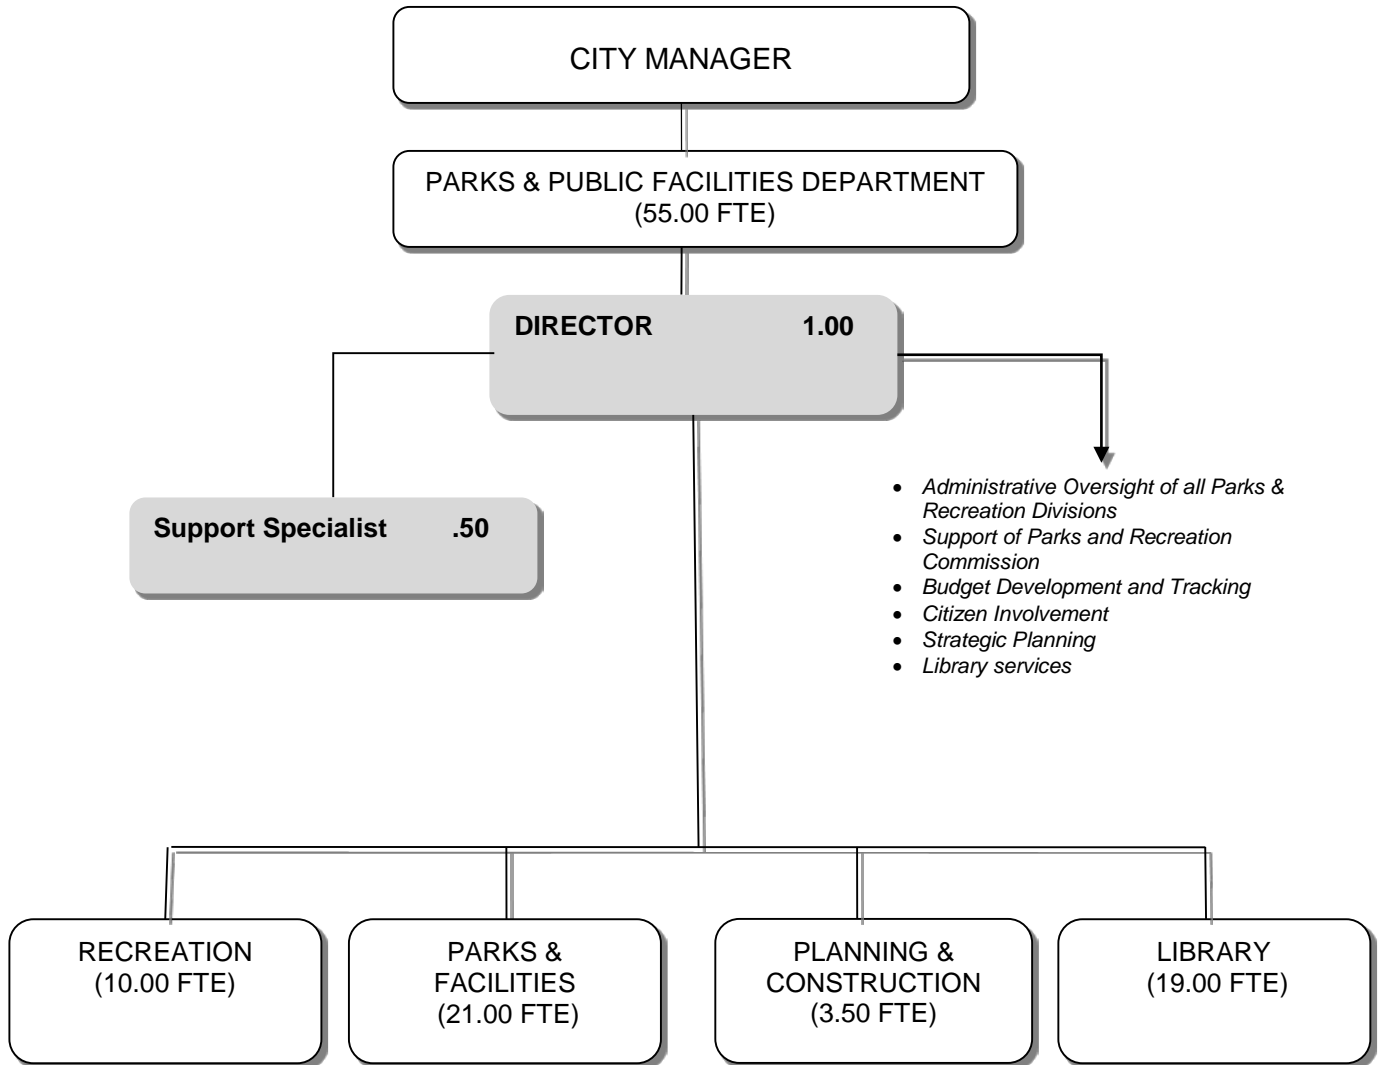 CITY MANAGER
PARKS & PUBLIC FACILITIES DEPARTMENT
(55.00 FTE)
DIRECTOR 1.00
Support Specialist .50
• Administrative Oversight of all Parks &
Recreation Divisions
• Support of Parks and Recreation
Commission
• Budget Development and Tracking
• Citizen Involvement
• Strategic Planning
• Library services
RECREATION
(10.00 FTE)
PARKS &
FACILITIES
(21.00 FTE)
PLANNING &
CONSTRUCTION
(3.50 FTE)
LIBRARY
(19.00 FTE)